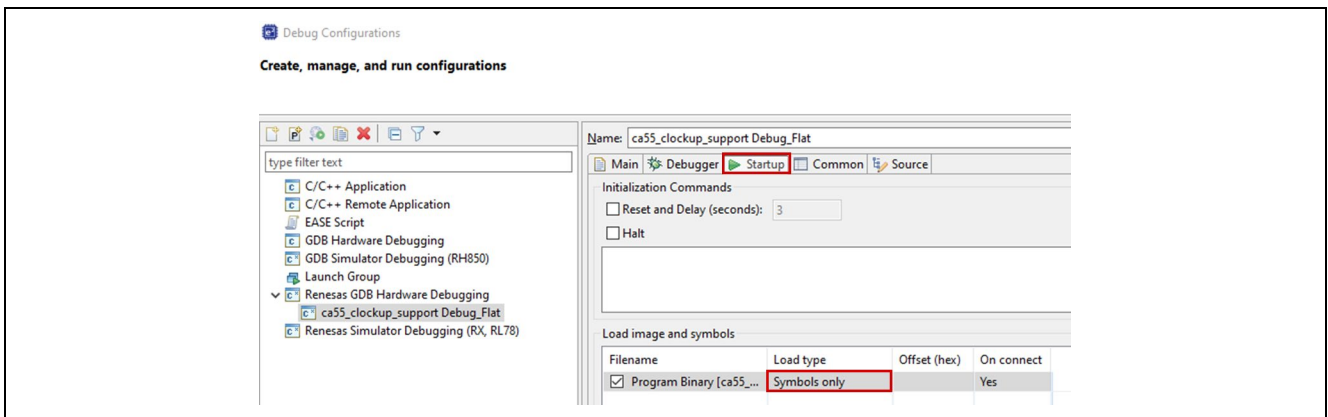 Debug Configurations
Create, manage, and run configurations
type filter text
C/C++ Application
C/C++ Remote Application
EASE Script
GDB Hardware Debugging
GDB Simulator Debugging (RH850)
Launch Group
Renesas GDB Hardware Debugging
ca55_clockup_support Debug_Flat
Renesas Simulator Debugging (RX, RL78)
Name: ca55_clockup_support Debug_Flat
Main Debugger Startup Common Source
Initialization Commands
Reset and Delay (seconds): 3
Halt
Load image and symbols
Filename Load type Offset (hex) On connect
Program Binary [ca55_... Symbols only Yes